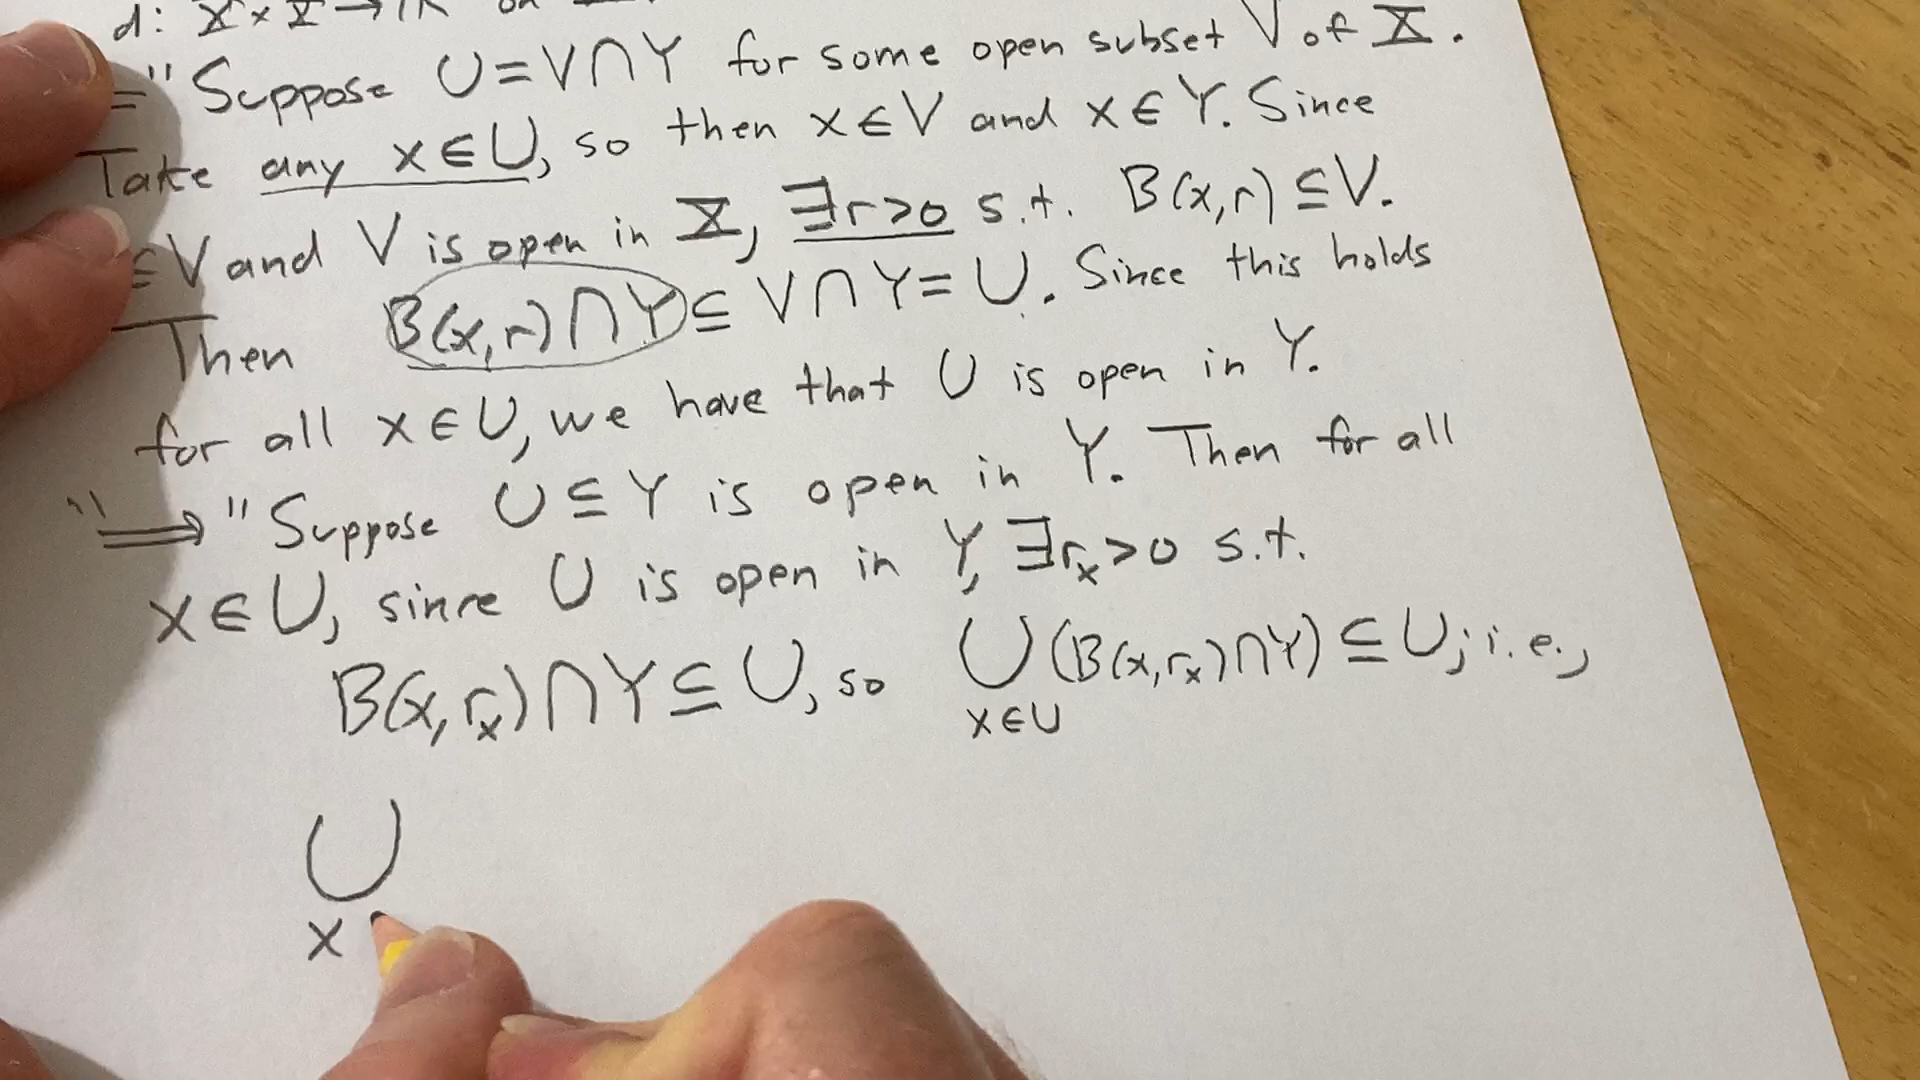 d: X × X → R on
=" Suppose U = V ∩ Y for some open subset V of X.
Take any x ∈ U, so then x ∈ V and x ∈ Y. Since
∈ V and V is open in X, ∃r>0 s.t. B(x,r) ⊆ V.
Then B(x,r) ∩ Y ⊆ V ∩ Y = U. Since this holds
for all x ∈ U, we have that U is open in Y.
"⟹" Suppose U ⊆ Y is open in Y. Then for all
x ∈ U, since U is open in Y, ∃rₓ>0 s.t.
B(x,rₓ) ∩ Y ⊆ U, so ⋃ (B(x,rₓ) ∩ Y) ⊆ U; i.e.,
x ∈ U
⋃
x